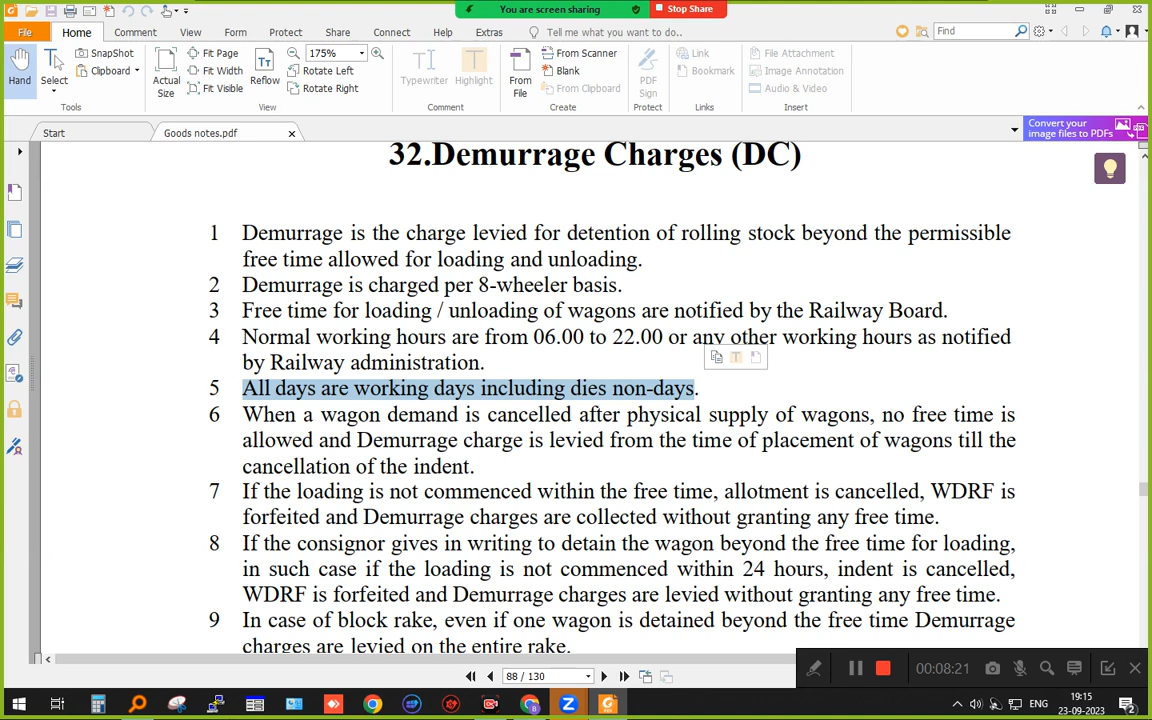 You are screen sharing
Stop Share
File Home Comment View Form Protect Share Connect Help Extras Tell me what you want to do.. Find
Hand
Select
SnapShot
Clipboard
Tools
Actual Size
Fit Page
Fit Width
Fit Visible
Reflow
175%
Rotate Left
Rotate Right
View
Typewriter
Highlight
Comment
From File
From Scanner
Blank
From Clipboard
Create
PDF Sign
Protect
Link
Bookmark
Links
File Attachment
Image Annotation
Audio & Video
Insert
Start
Goods notes.pdf
Convert your
image files to PDFs
32.Demurrage Charges (DC)
1 Demurrage is the charge levied for detention of rolling stock beyond the permissible
free time allowed for loading and unloading.
2 Demurrage is charged per 8-wheeler basis.
3 Free time for loading / unloading of wagons are notified by the Railway Board.
4 Normal working hours are from 06.00 to 22.00 or any other working hours as notified
by Railway administration.
5 All days are working days including dies non-days.
6 When a wagon demand is cancelled after physical supply of wagons, no free time is
allowed and Demurrage charge is levied from the time of placement of wagons till the
cancellation of the indent.
7 If the loading is not commenced within the free time, allotment is cancelled, WDRF is
forfeited and Demurrage charges are collected without granting any free time.
8 If the consignor gives in writing to detain the wagon beyond the free time for loading,
in such case if the loading is not commenced within 24 hours, indent is cancelled,
WDRF is forfeited and Demurrage charges are levied without granting any free time.
9 In case of block rake, even if one wagon is detained beyond the free time Demurrage
charges are levied on the entire rake.
88 / 130
00:08:21
ENG
19:15
23-09-2023
2